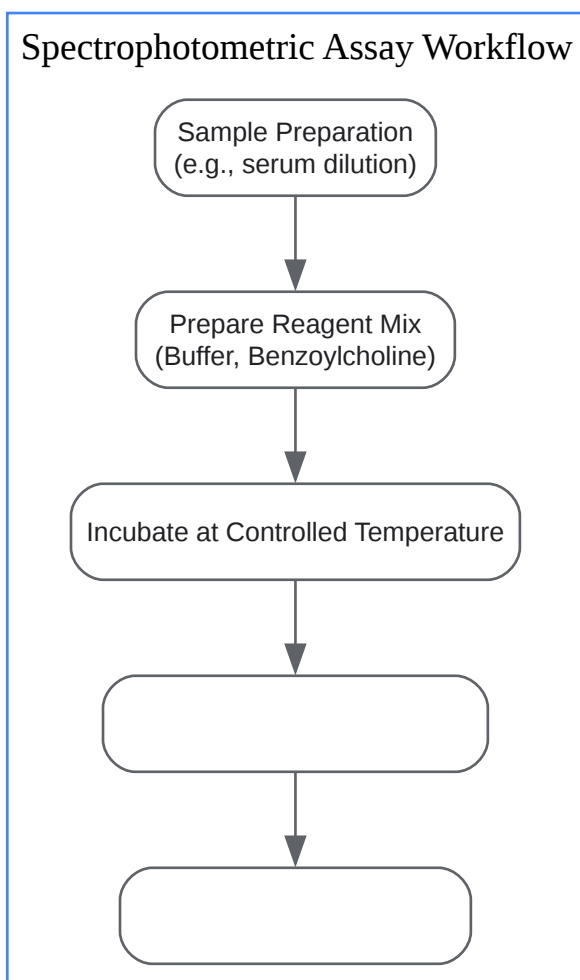 Spectrophotometric Assay Workflow
Sample Preparation
(e.g., serum dilution)
Prepare Reagent Mix
(Buffer, Benzoylcholine)
Incubate at Controlled Temperature